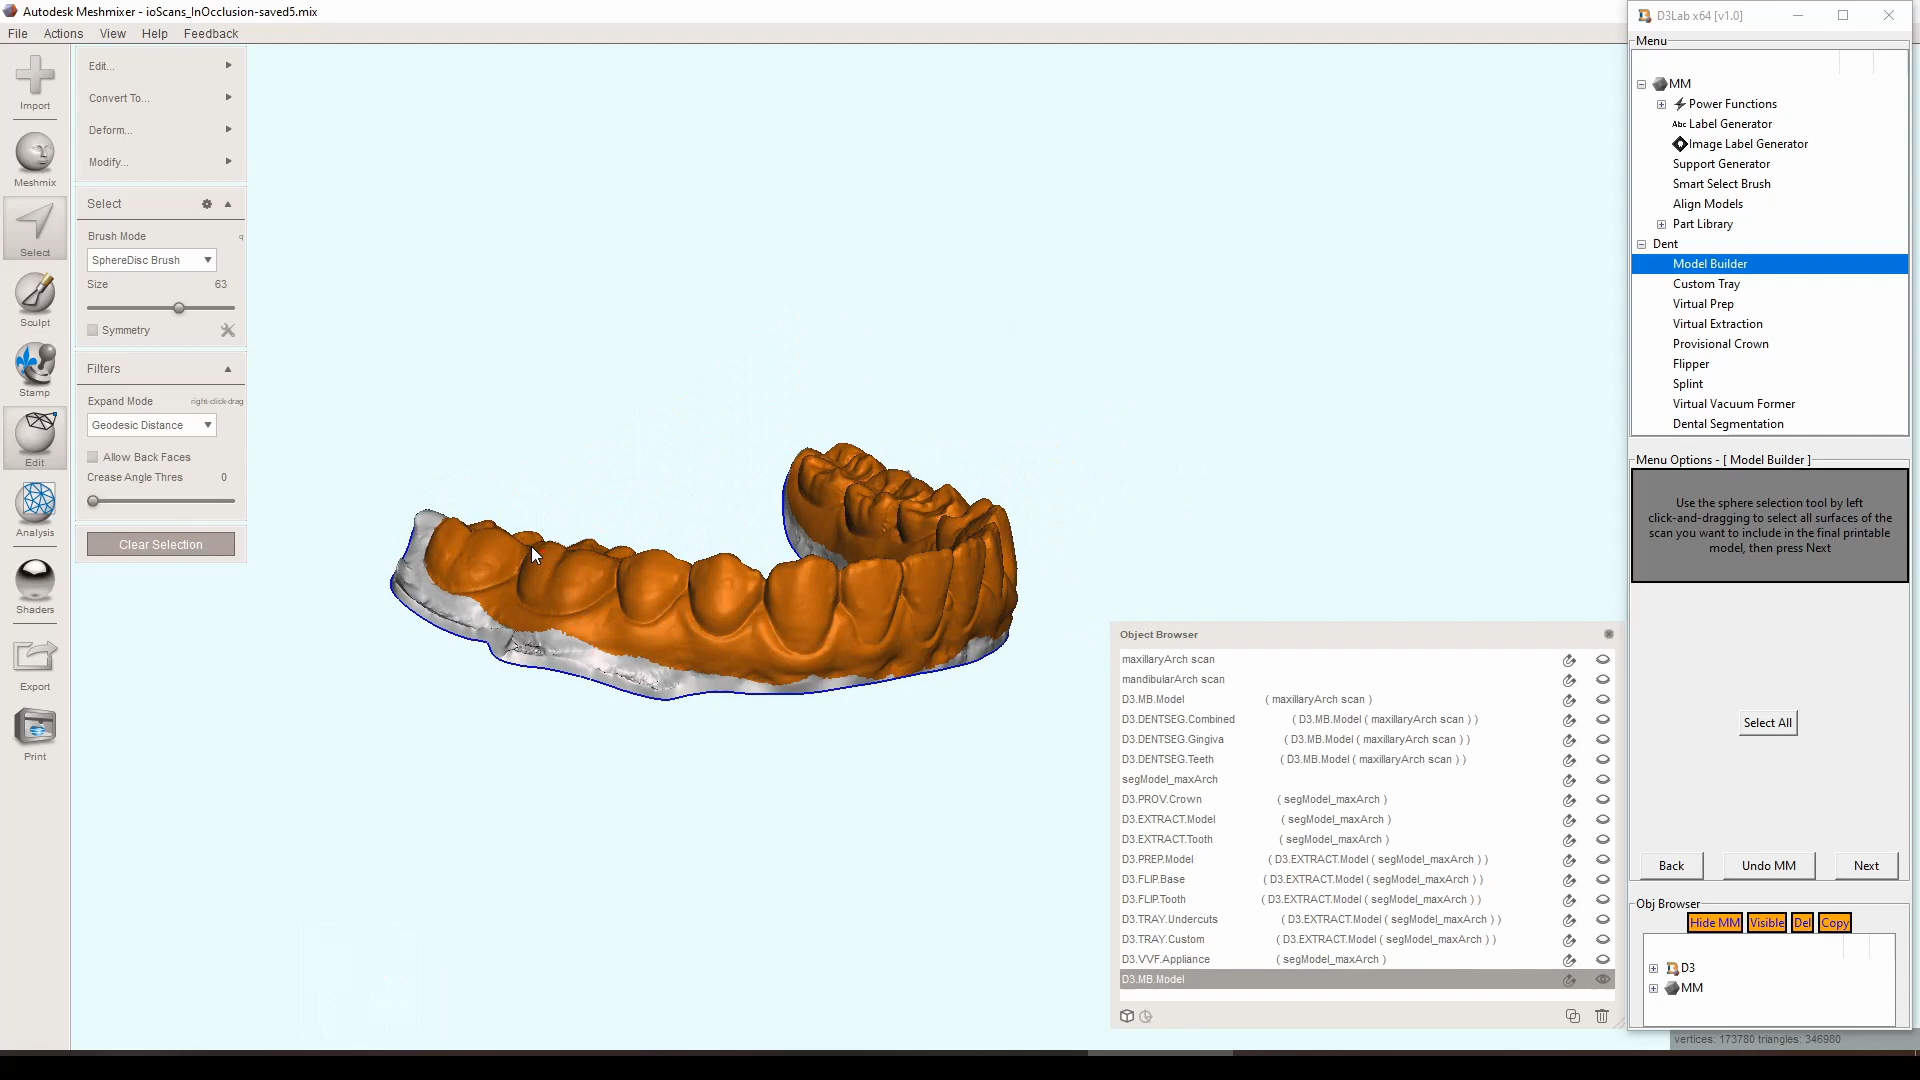 Autodesk Meshmixer - ioScans_InOcclusion-saved5.mix
File Actions View Help Feedback
Import
Meshmix
Select
Sculpt
Stamp
Edit
Analysis
Shaders
Export
Print
Edit...
Convert To...
Deform...
Modify...
Select
Brush Mode q
SphereDisc Brush
Size 63
Symmetry
Filters
Expand Mode right-click-drag
Geodesic Distance
Allow Back Faces
Crease Angle Thres 0
Clear Selection
Object Browser
maxillaryArch scan
mandibularArch scan
D3.MB.Model ( maxillaryArch scan )
D3.DENTSEG.Combined ( D3.MB.Model ( maxillaryArch scan ) )
D3.DENTSEG.Gingiva ( D3.MB.Model ( maxillaryArch scan ) )
D3.DENTSEG.Teeth ( D3.MB.Model ( maxillaryArch scan ) )
segModel_maxArch
D3.PROV.Crown ( segModel_maxArch )
D3.EXTRACT.Model ( segModel_maxArch )
D3.EXTRACT.Tooth ( segModel_maxArch )
D3.PREP.Model ( D3.EXTRACT.Model ( segModel_maxArch ) )
D3.FLIP.Base ( D3.EXTRACT.Model ( segModel_maxArch ) )
D3.FLIP.Tooth ( D3.EXTRACT.Model ( segModel_maxArch ) )
D3.TRAY.Undercuts ( D3.EXTRACT.Model ( segModel_maxArch ) )
D3.TRAY.Custom ( D3.EXTRACT.Model ( segModel_maxArch ) )
D3.VVF.Appliance ( segModel_maxArch )
D3.MB.Model
D3Lab x64 [v1.0]
Menu
MM
Power Functions
Abc Label Generator
Image Label Generator
Support Generator
Smart Select Brush
Align Models
Part Library
Dent
Model Builder
Custom Tray
Virtual Prep
Virtual Extraction
Provisional Crown
Flipper
Splint
Virtual Vacuum Former
Dental Segmentation
Menu Options - [ Model Builder ]
Use the sphere selection tool by left
click-and-dragging to select all surfaces of the
scan you want to include in the final printable
model, then press Next
Select All
Back Undo MM Next
Obj Browser
Hide MM Visible Del Copy
D3
MM
vertices: 173780 triangles: 346980